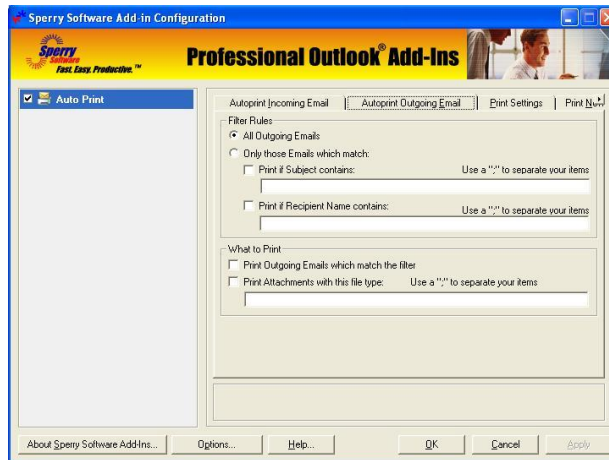 Sperry Software Add-in Configuration
Sperry Software
Fast. Easy. Productive.™
Professional Outlook® Add-Ins
Auto Print
Autoprint Incoming Email Autoprint Outgoing Email Print Settings Print
Filter Rules
All Outgoing Emails
Only those Emails which match:
Print if Subject contains: Use a ";" to separate your items
Print if Recipient Name contains: Use a ";" to separate your items
What to Print
Print Outgoing Emails which match the filter
Print Attachments with this file type: Use a ";" to separate your items
About Sperry Software Add-Ins... Options... Help... OK Cancel Apply